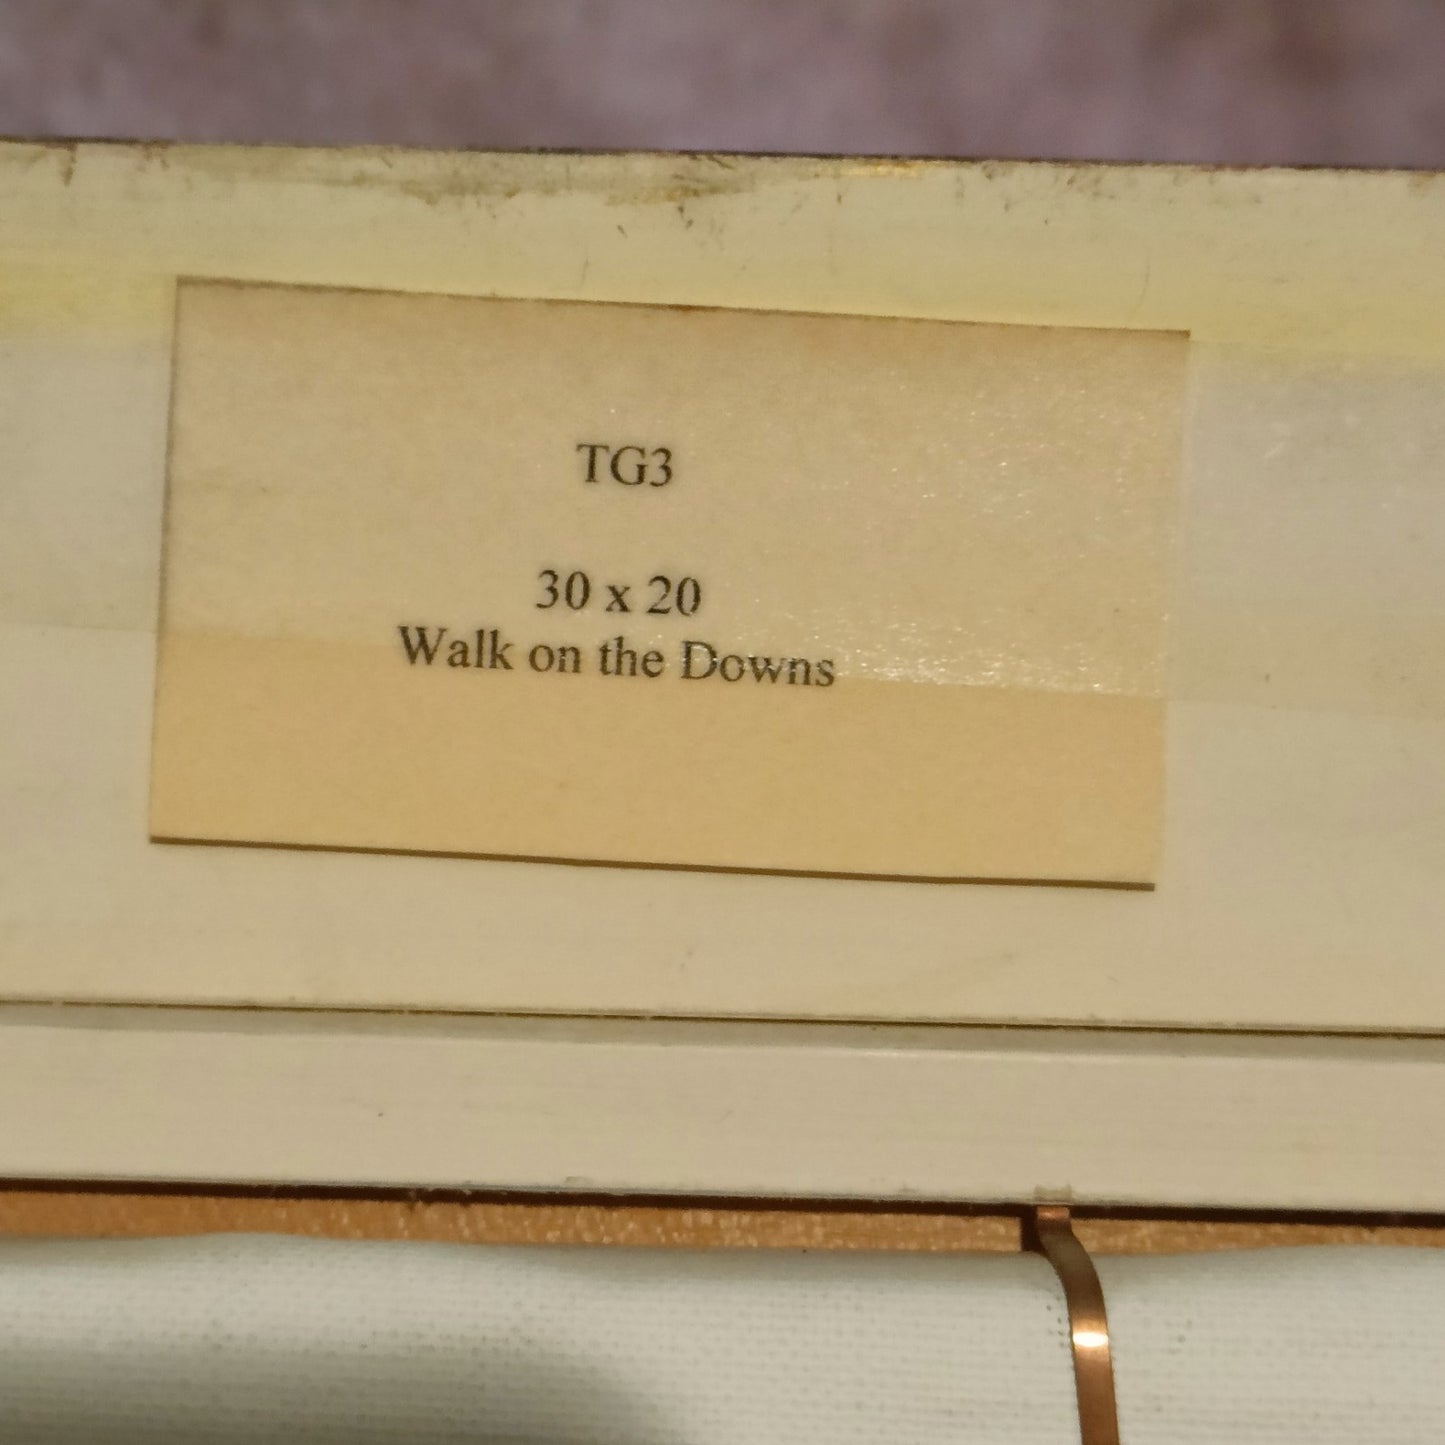 TG3
30 x 20
Walk on the Downs